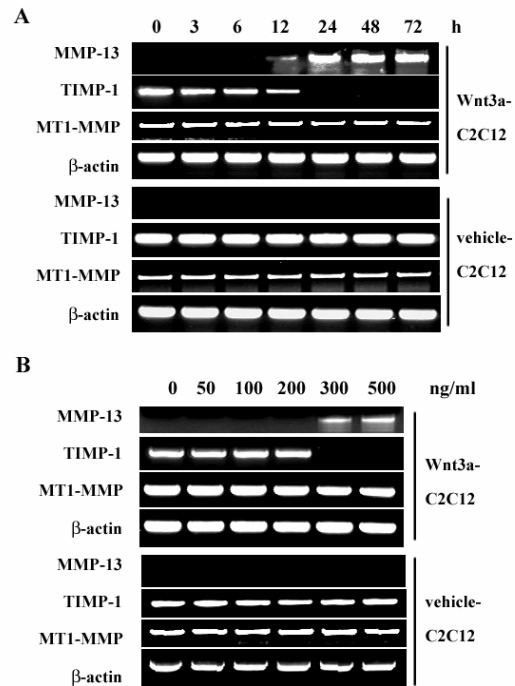 A
0 3 6 12 24 48 72 h
MMP-13
TIMP-1
MT1-MMP
β-actin
Wnt3a-
C2C12
MMP-13
TIMP-1
MT1-MMP
β-actin
vehicle-
C2C12
B
0 50 100 200 300 500 ng/ml
MMP-13
TIMP-1
MT1-MMP
β-actin
Wnt3a-
C2C12
MMP-13
TIMP-1
MT1-MMP
β-actin
vehicle-
C2C12